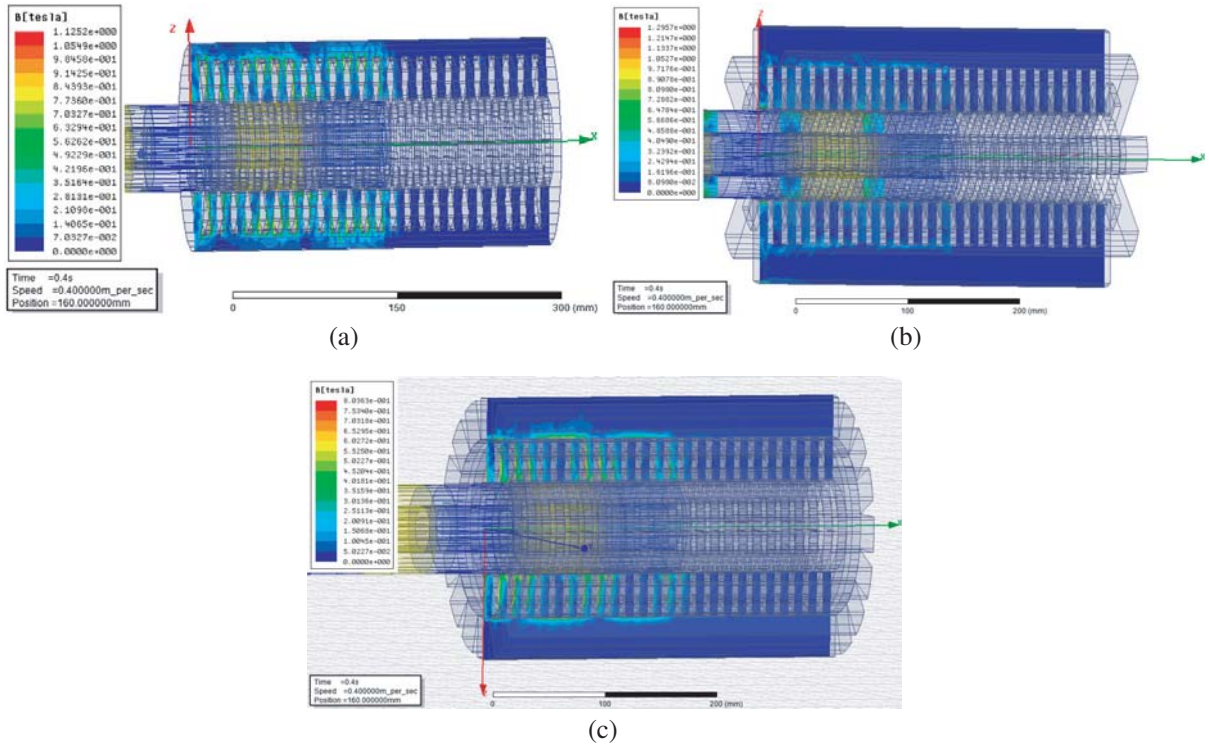 B[tesla]
1.1252e+000
1.0549e+000
9.8458e-001
9.1425e-001
8.4393e-001
7.7360e-001
7.0327e-001
6.3294e-001
5.6262e-001
4.9229e-001
4.2196e-001
3.5164e-001
2.8131e-001
2.1098e-001
1.4065e-001
7.0327e-002
0.0000e+000
Z
X
Time =0.4s
Speed =0.400000m_per_sec
Position =160.000000mm
0 150 300 (mm)
(a)
B[tesla]
1.2957e+000
1.2147e+000
1.1337e+000
1.0527e+000
9.7176e-001
8.9078e-001
8.0980e-001
7.2882e-001
6.4784e-001
5.6686e-001
4.8588e-001
4.0490e-001
3.2392e-001
2.4294e-001
1.6196e-001
8.0980e-002
0.0000e+000
Z
X
Time =0.4s
Speed =0.400000m_per_sec
Position =160.000000mm
0 100 200 (mm)
(b)
B[tesla]
8.0363e-001
7.5340e-001
7.0318e-001
6.5295e-001
6.0272e-001
5.5250e-001
5.0227e-001
4.5204e-001
4.0181e-001
3.5159e-001
3.0136e-001
2.5113e-001
2.0091e-001
1.5068e-001
1.0045e-001
5.0227e-002
0.0000e+000
Time =0.4s
Speed =0.400000m_per_sec
Position =160.000000mm
0 100 200 (mm)
(c)